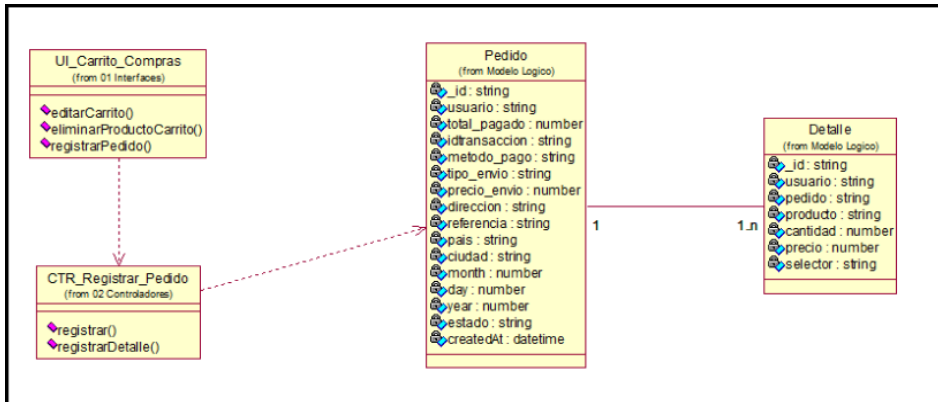 UI_Carrito_Compras
(from 01 Interfaces)
editarCarrito()
eliminarProductoCarrito()
registrarPedido()
CTR_Registrar_Pedido
(from 02 Controladores)
registrar()
registrarDetalle()
Pedido
(from Modelo Logico)
_id : string
usuario : string
total_pagado : number
idtransaccion : string
metodo_pago : string
tipo_envio : string
precio_envio : number
direccion : string
referencia : string
pais : string
ciudad : string
month : number
day : number
year : number
estado : string
createdAt : datetime
1
1..n
Detalle
(from Modelo Logico)
_id : string
usuario : string
pedido : string
producto : string
cantidad : number
precio : number
selector : string